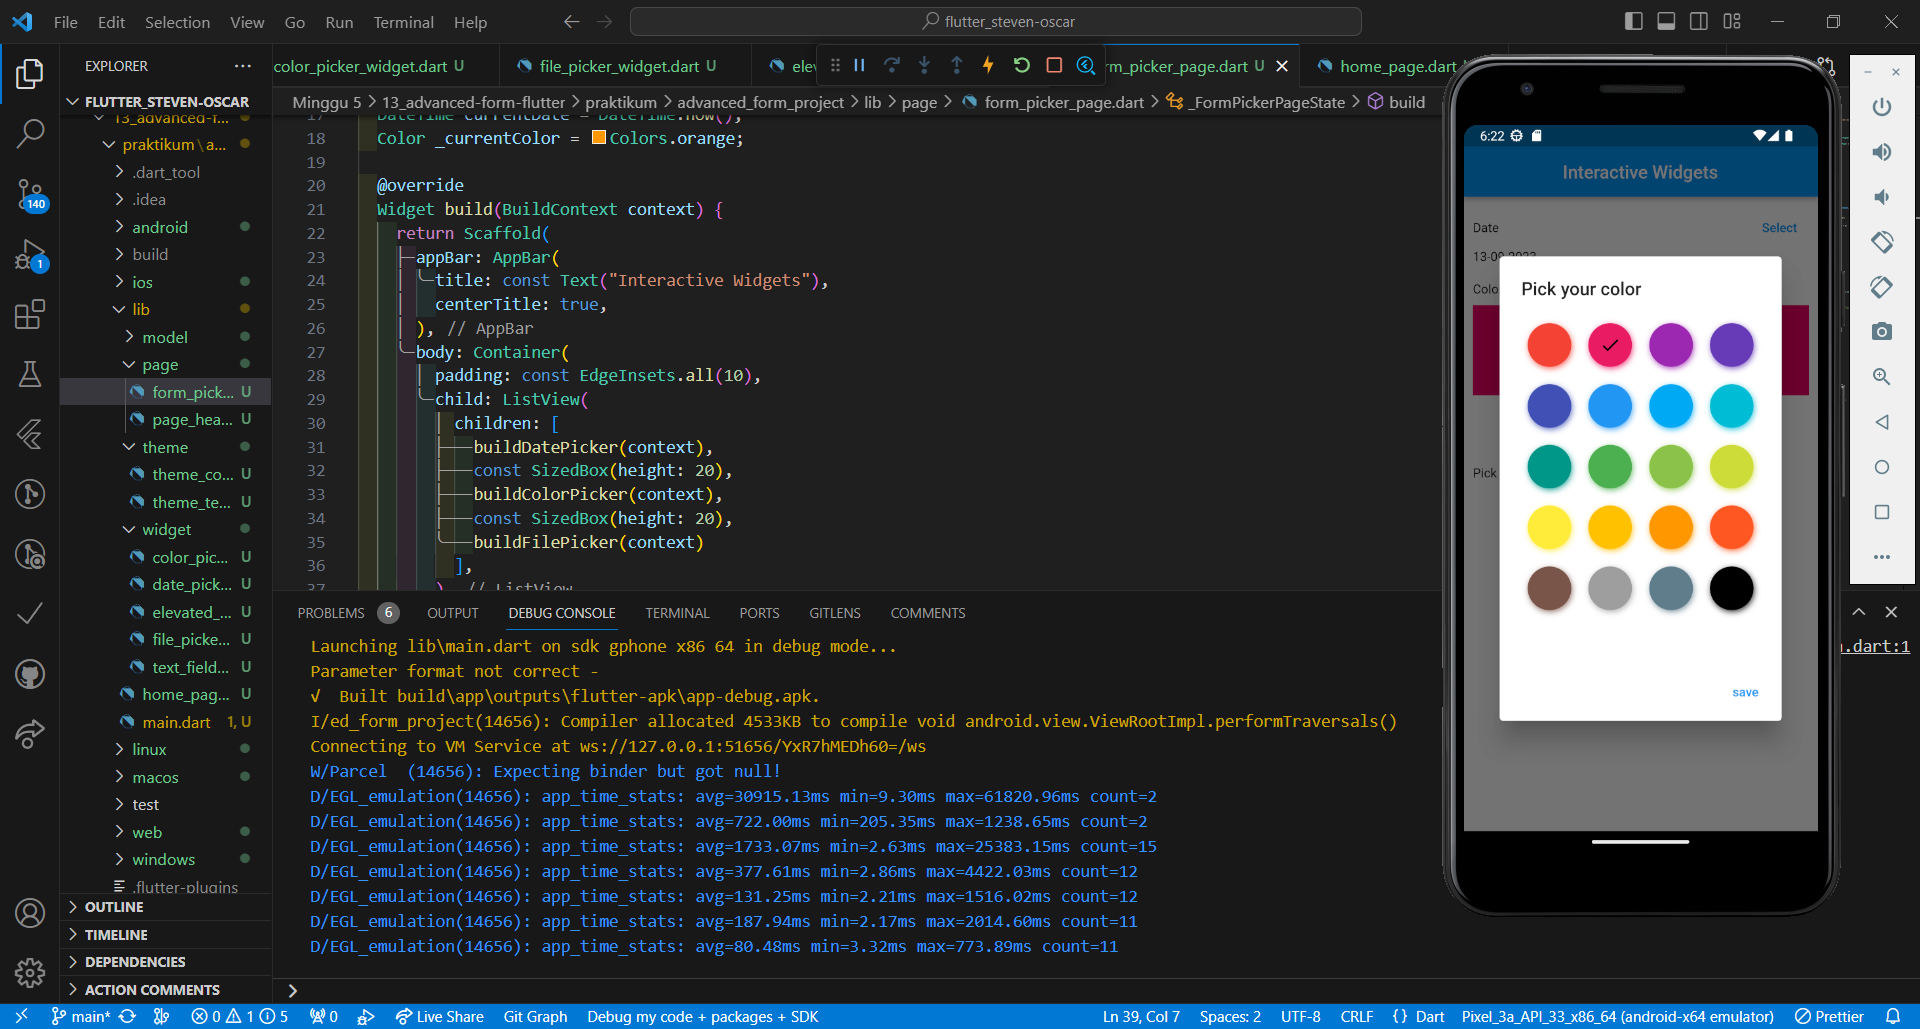 File Edit Selection View Go Run Terminal Help
flutter_steven-oscar
EXPLORER
color_picker_widget.dart U
file_picker_widget.dart U
elev
rm_picker_page.dart U
home_page.dart
Minggu 5 > 13_advanced-form-flutter > praktikum > advanced_form_project > lib > page > form_picker_page.dart > _FormPickerPageState > build
FLUTTER_STEVEN-OSCAR
13_advanced-f...
praktikum\a...
.dart_tool
.idea
android
build
ios
lib
model
page
form_pick... U
page_hea... U
theme
theme_co... U
theme_te... U
widget
color_pic... U
date_pick... U
elevated_... U
file_picke... U
text_field... U
home_pag... U
main.dart 1, U
linux
macos
test
web
windows
.flutter-plugins
OUTLINE
TIMELINE
DEPENDENCIES
ACTION COMMENTS
140
1
17 DateTime currentDate = DateTime.now();
18 Color _currentColor = Colors.orange;
19
20 @override
21 Widget build(BuildContext context) {
22 return Scaffold(
23 appBar: AppBar(
24 title: const Text("Interactive Widgets"),
25 centerTitle: true,
26 ), // AppBar
27 body: Container(
28 padding: const EdgeInsets.all(10),
29 child: ListView(
30 children: [
31 buildDatePicker(context),
32 const SizedBox(height: 20),
33 buildColorPicker(context),
34 const SizedBox(height: 20),
35 buildFilePicker(context)
36 ],
37 ), // ListView
PROBLEMS 6 OUTPUT DEBUG CONSOLE TERMINAL PORTS GITLENS COMMENTS
Launching lib\main.dart on sdk gphone x86 64 in debug mode...
Parameter format not correct -
√ Built build\app\outputs\flutter-apk\app-debug.apk.
I/ed_form_project(14656): Compiler allocated 4533KB to compile void android.view.ViewRootImpl.performTraversals()
Connecting to VM Service at ws://127.0.0.1:51656/YxR7hMEDh60=/ws
W/Parcel (14656): Expecting binder but got null!
D/EGL_emulation(14656): app_time_stats: avg=30915.13ms min=9.30ms max=61820.96ms count=2
D/EGL_emulation(14656): app_time_stats: avg=722.00ms min=205.35ms max=1238.65ms count=2
D/EGL_emulation(14656): app_time_stats: avg=1733.07ms min=2.63ms max=25383.15ms count=15
D/EGL_emulation(14656): app_time_stats: avg=377.61ms min=2.86ms max=4422.03ms count=12
D/EGL_emulation(14656): app_time_stats: avg=131.25ms min=2.21ms max=1516.02ms count=12
D/EGL_emulation(14656): app_time_stats: avg=187.94ms min=2.17ms max=2014.60ms count=11
D/EGL_emulation(14656): app_time_stats: avg=80.48ms min=3.32ms max=773.89ms count=11
.dart:1
6:22
Interactive Widgets
Date Select
13-09-2023
Colo
Pick your color
Pick
save
main* 0 1 5 0 Live Share Git Graph Debug my code + packages + SDK
Ln 39, Col 7 Spaces: 2 UTF-8 CRLF {} Dart Pixel_3a_API_33_x86_64 (android-x64 emulator) Prettier